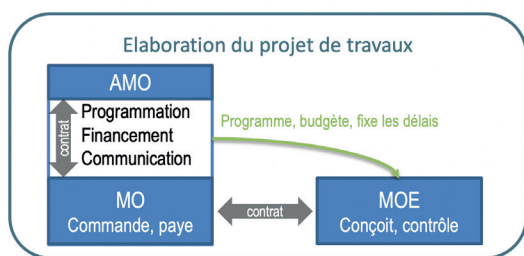 Elaboration du projet de travaux
AMO
contrat
Programmation
Financement
Communication
Programme, budgète, fixe les délais
MO
Commande, paye
contrat
MOE
Conçoit, contrôle